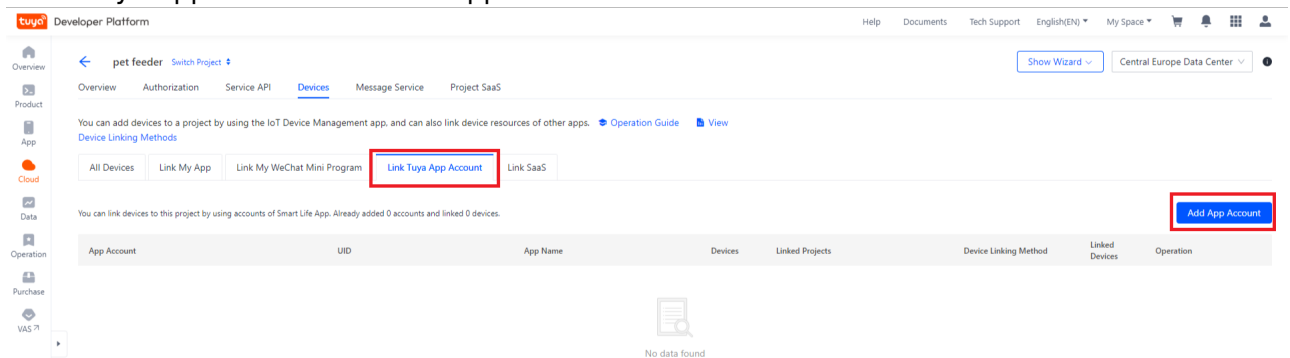 tuya Developer Platform Help Documents Tech Support English(EN) My Space
Overview
Product
App
Cloud
Data
Operation
Purchase
VAS
pet feeder Switch Project Show Wizard Central Europe Data Center
Overview Authorization Service API Devices Message Service Project SaaS
You can add devices to a project by using the IoT Device Management app, and can also link device resources of other apps. Operation Guide View
Device Linking Methods
All Devices Link My App Link My WeChat Mini Program Link Tuya App Account Link SaaS
You can link devices to this project by using accounts of Smart Life App. Already added 0 accounts and linked 0 devices. Add App Account
App Account UID App Name Devices Linked Projects Device Linking Method Linked Devices Operation
No data found